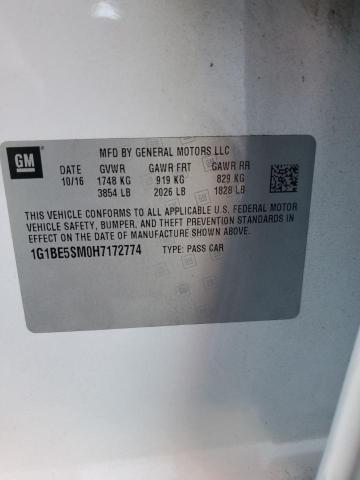 GM
MFD BY GENERAL MOTORS LLC
DATE GVWR GAWR FRT GAWR RR
10/16 1748 KG 919 KG 829 KG
3854 LB 2026 LB 1828 LB
THIS VEHICLE CONFORMS TO ALL APPLICABLE U.S. FEDERAL MOTOR
VEHICLE SAFETY, BUMPER, AND THEFT PREVENTION STANDARDS IN
EFFECT ON THE DATE OF MANUFACTURE SHOWN ABOVE.
1G1BE5SM0H7172774 TYPE: PASS CAR